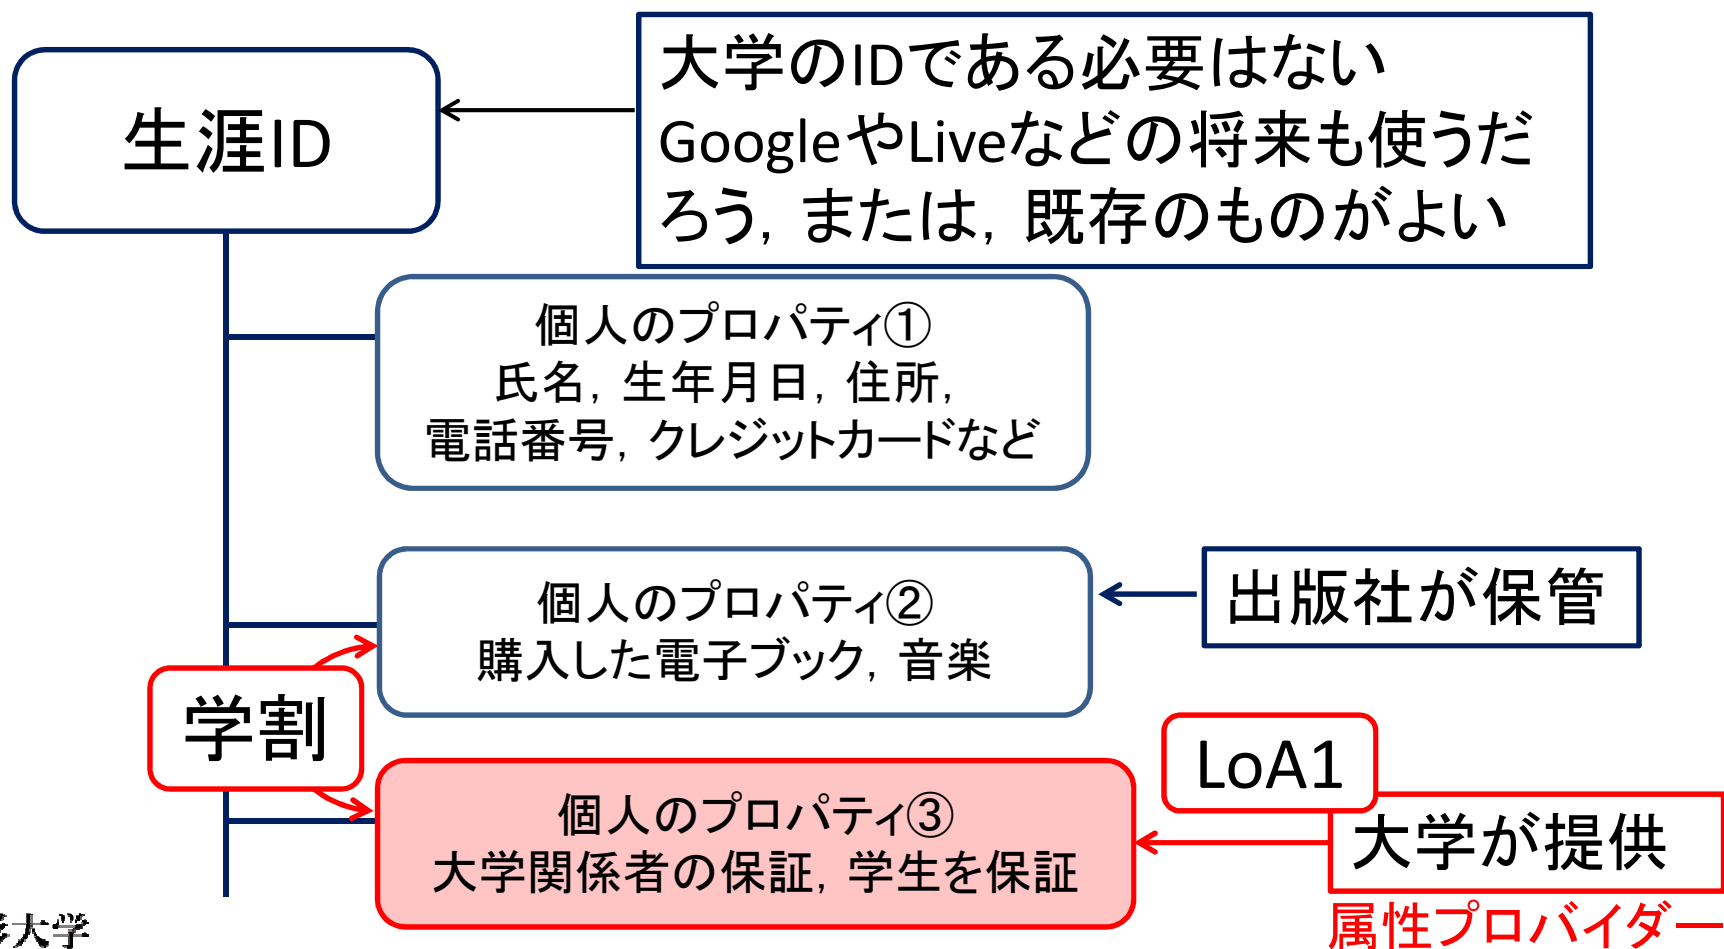 生涯ID
大学のIDである必要はない
GoogleやLiveなどの将来も使うだ
ろう，または，既存のものがよい
個人のプロパティ①
氏名，生年月日，住所，
電話番号，クレジットカードなど
個人のプロパティ②
購入した電子ブック，音楽
出版社が保管
学割
個人のプロパティ③
大学関係者の保証，学生を保証
LoA1
大学が提供
属性プロバイダー
大学